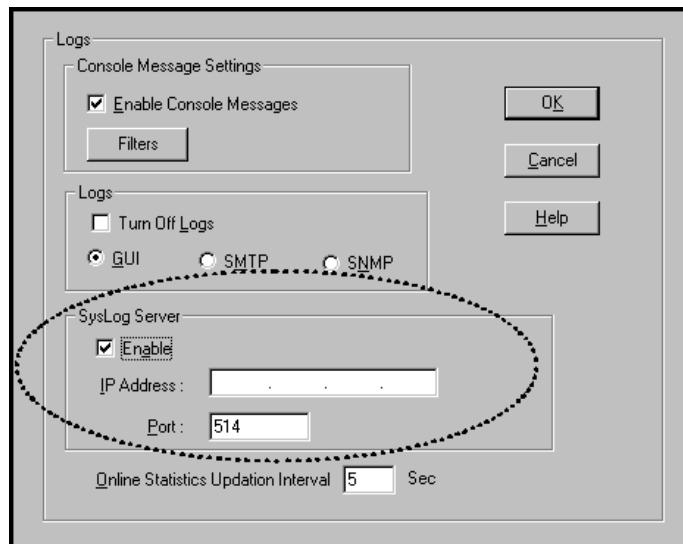 Logs
Console Message Settings
Enable Console Messages
Filters
OK
Cancel
Help
Logs
Turn Off Logs
GUI SMTP SNMP
SysLog Server
Enable
IP Address : . . .
Port : 514
Online Statistics Updation Interval 5 Sec